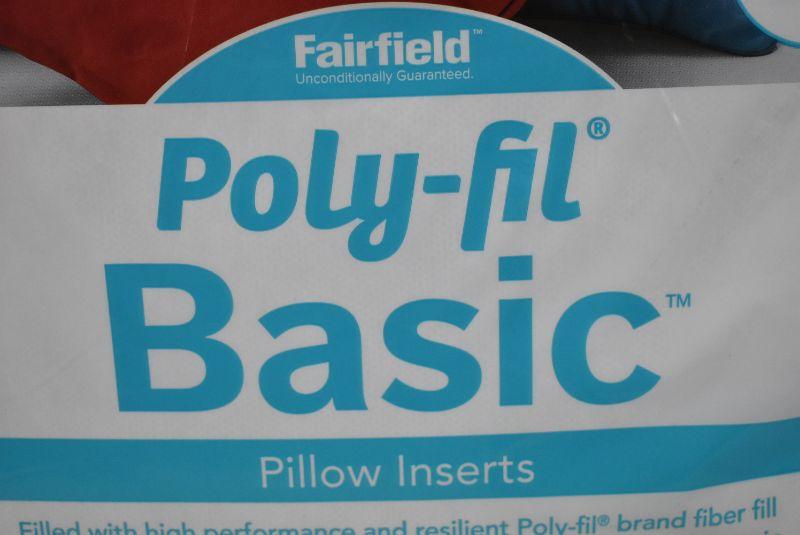 Fairfield™
Unconditionally Guaranteed.
Poly-fil®
Basic™
Pillow Inserts
Filled with high performance and resilient Poly-fil® brand fiber fill